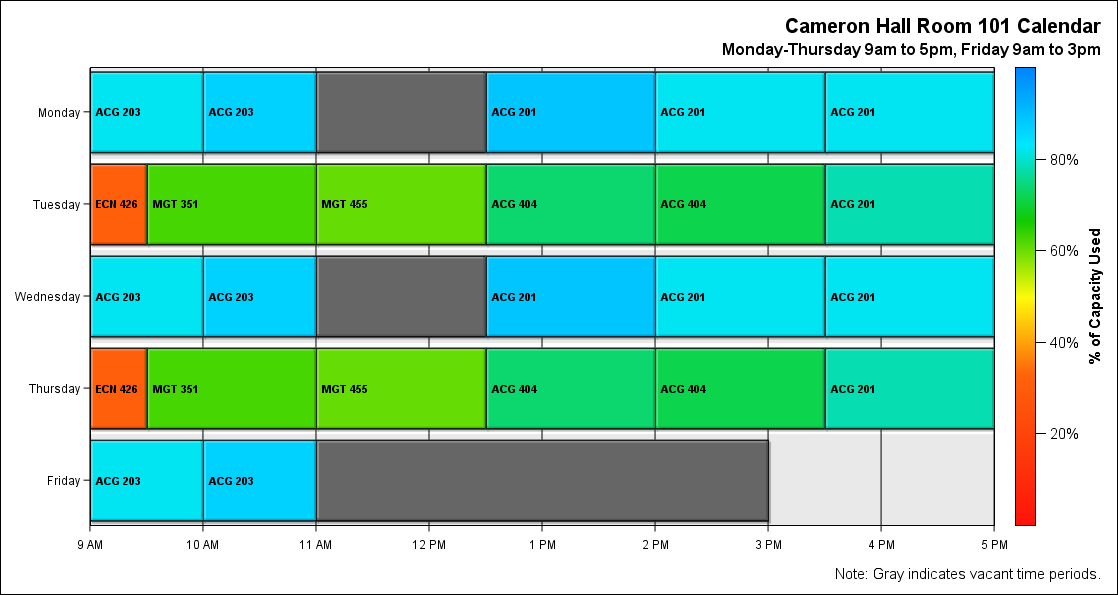 Cameron Hall Room 101 Calendar
Monday-Thursday 9am to 5pm, Friday 9am to 3pm
Monday ACG 203 ACG 203 ACG 201 ACG 201 ACG 201
80%
Tuesday ECN 426 MGT 351 MGT 455 ACG 404 ACG 404 ACG 201
60%
% of Capacity Used
Wednesday ACG 203 ACG 203 ACG 201 ACG 201 ACG 201
40%
Thursday ECN 426 MGT 351 MGT 455 ACG 404 ACG 404 ACG 201
20%
Friday ACG 203 ACG 203
9 AM 10 AM 11 AM 12 PM 1 PM 2 PM 3 PM 4 PM 5 PM
Note: Gray indicates vacant time periods.